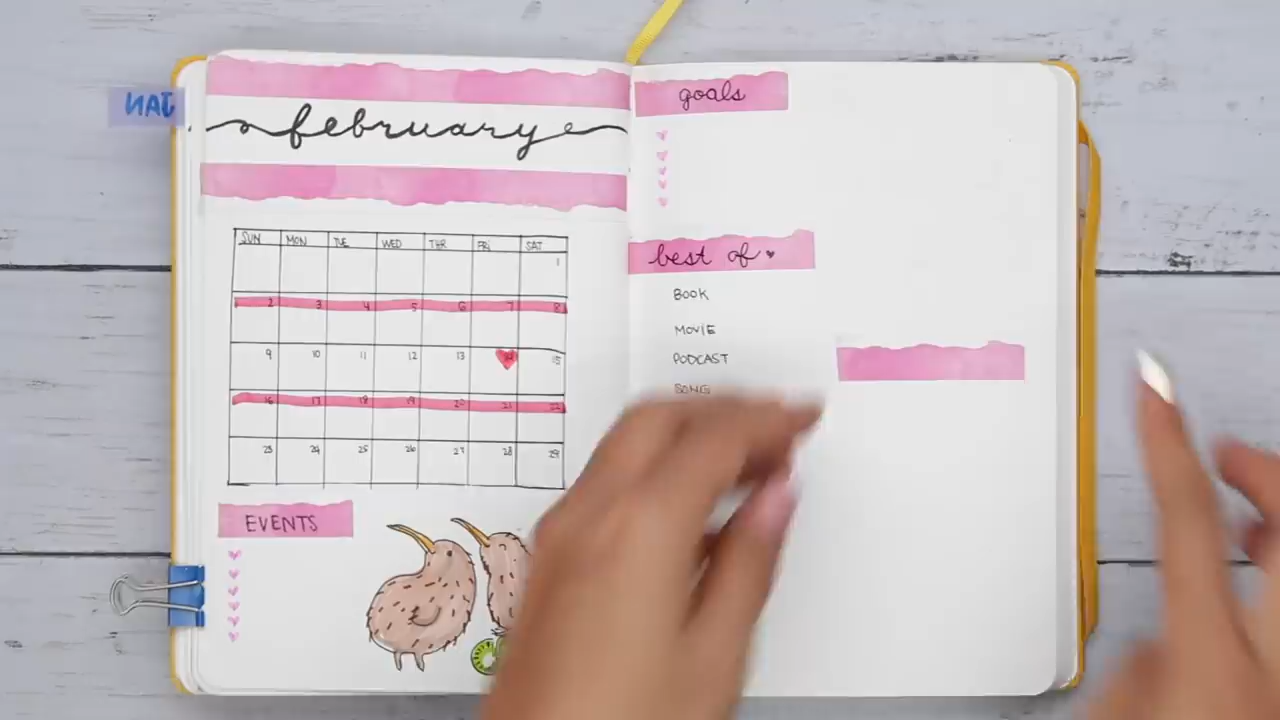 JAN
february
SUN MON TUE WED THR FRI SAT
1
2 3 4 5 6 7 8
9 10 11 12 13 14 15
16 17 18 19 20 21 22
23 24 25 26 27 28 29
EVENTS
goals
best of
BOOK
MOVIE
PODCAST
SONG